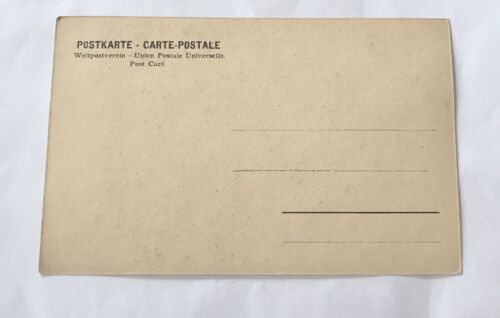 POSTKARTE - CARTE-POSTALE
Weltpostverein - Union Postale Universelle.
Post Card.